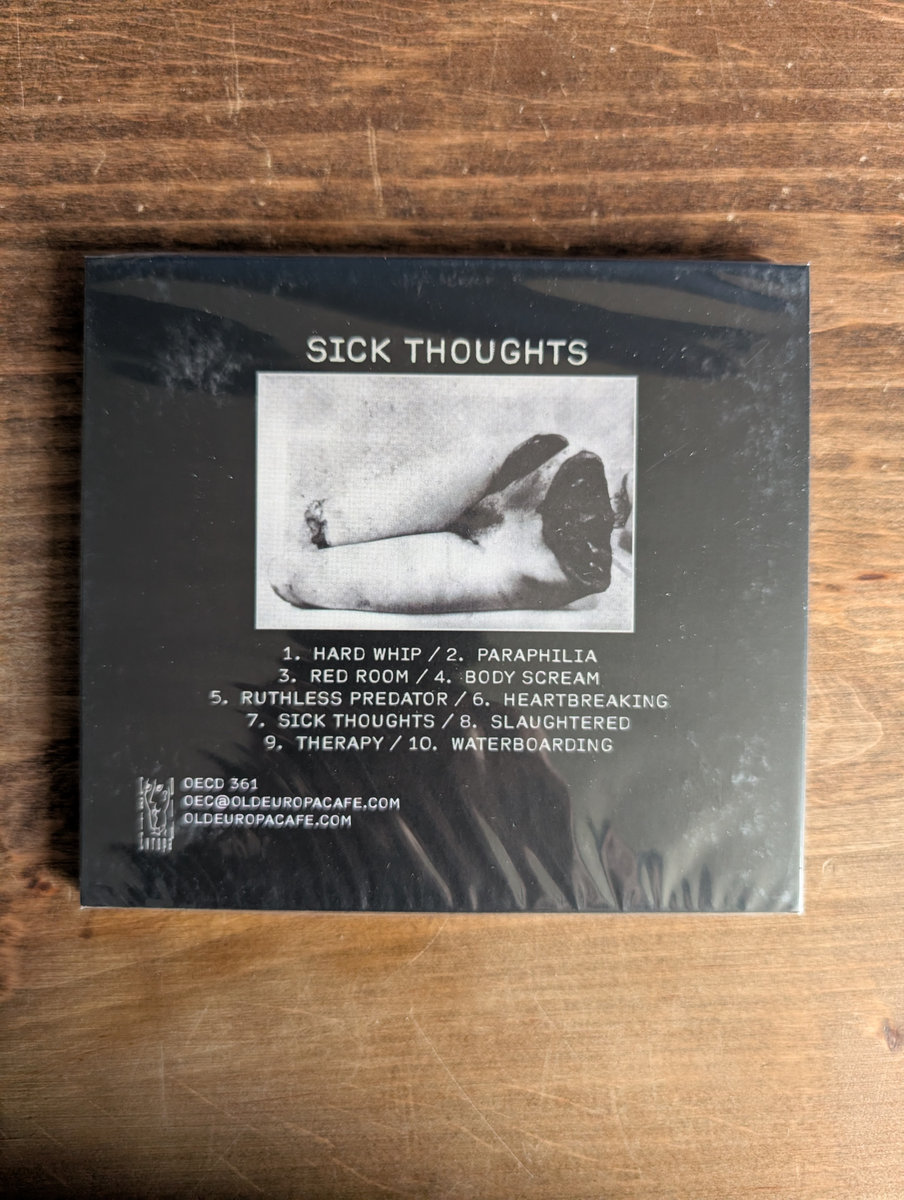 SICK THOUGHTS
1. HARD WHIP / 2. PARAPHILIA
3. RED ROOM / 4. BODY SCREAM
5. RUTHLESS PREDATOR / 6. HEARTBREAKING
7. SICK THOUGHTS / 8. SLAUGHTERED
9. THERAPY / 10. WATERBOARDING
OECD 361
OEC@OLDEUROPACAFE.COM
OLDEUROPACAFE.COM